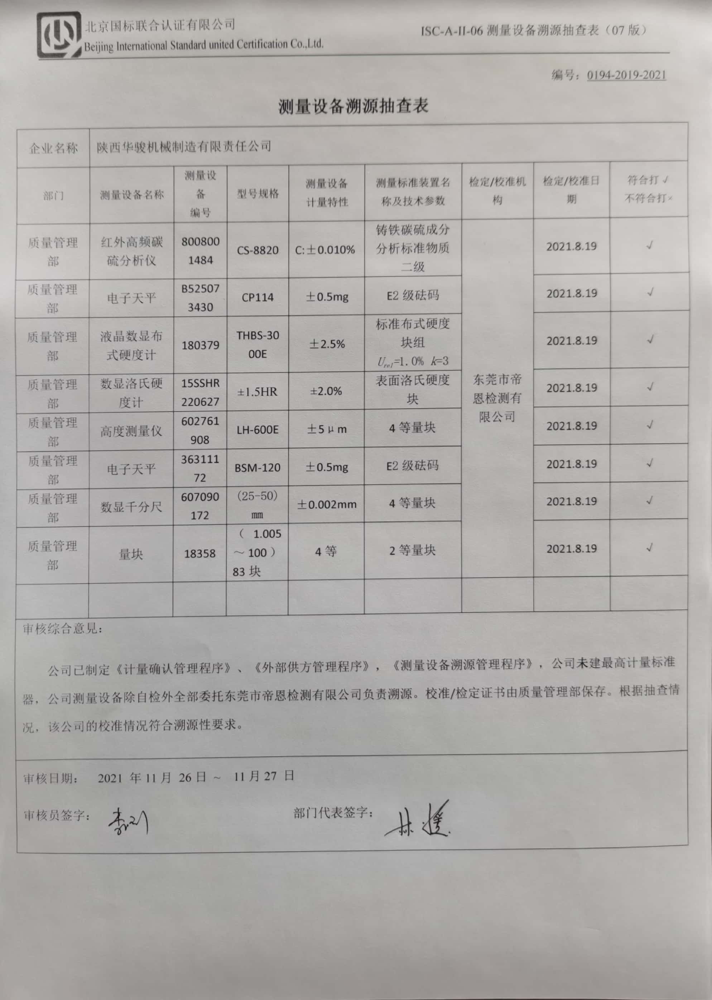 北京国标联合认证有限公司
Beijing International Standard united Certification Co.,Ltd.
ISC-A-II-06 测量设备溯源抽查表（07 版）
编号：0194-2019-2021
测量设备溯源抽查表
企业名称 陕西华骏机械制造有限责任公司
部门
测量设备名称
测量设
备
编号
型号规格
测量设备
计量特性
测量标准装置名
称及技术参数
检定/校准机
构
检定/校准日
期
符合打√
不符合打×
质量管理
部
红外高频碳
硫分析仪
800800
1484
CS-8820
C:±0.010%
铸铁碳硫成分
分析标准物质
二级
东莞市帝
恩检测有
限公司
2021.8.19
√
质量管理
部
电子天平
B52507
3430
CP114
±0.5mg
E2 级砝码
2021.8.19
√
质量管理
部
液晶数显布
式硬度计
180379
THBS-30
00E
±2.5%
标准布式硬度
块组
Urel=1.0% k=3
2021.8.19
√
质量管理
部
数显洛氏硬
度计
15SSHR
220627
±1.5HR
±2.0%
表面洛氏硬度
块
2021.8.19
√
质量管理
部
高度测量仪
602761
908
LH-600E
±5μm
4 等量块
2021.8.19
√
质量管理
部
电子天平
363111
72
BSM-120
±0.5mg
E2 级砝码
2021.8.19
√
质量管理
部
数显千分尺
607090
172
(25-50)
mm
±0.002mm
4 等量块
2021.8.19
√
质量管理
部
量块
18358
（ 1.005
～100）
83 块
4 等
2 等量块
2021.8.19
√
审核综合意见：
公司已制定《计量确认管理程序》、《外部供方管理程序》，《测量设备溯源管理程序》，公司未建最高计量标准
器，公司测量设备除自检外全部委托东莞市帝恩检测有限公司负责溯源。校准/检定证书由质量管理部保存。根据抽查情
况，该公司的校准情况符合溯源性要求。
审核日期： 2021 年 11 月 26 日 ~ 11 月 27 日
审核员签字：
部门代表签字：